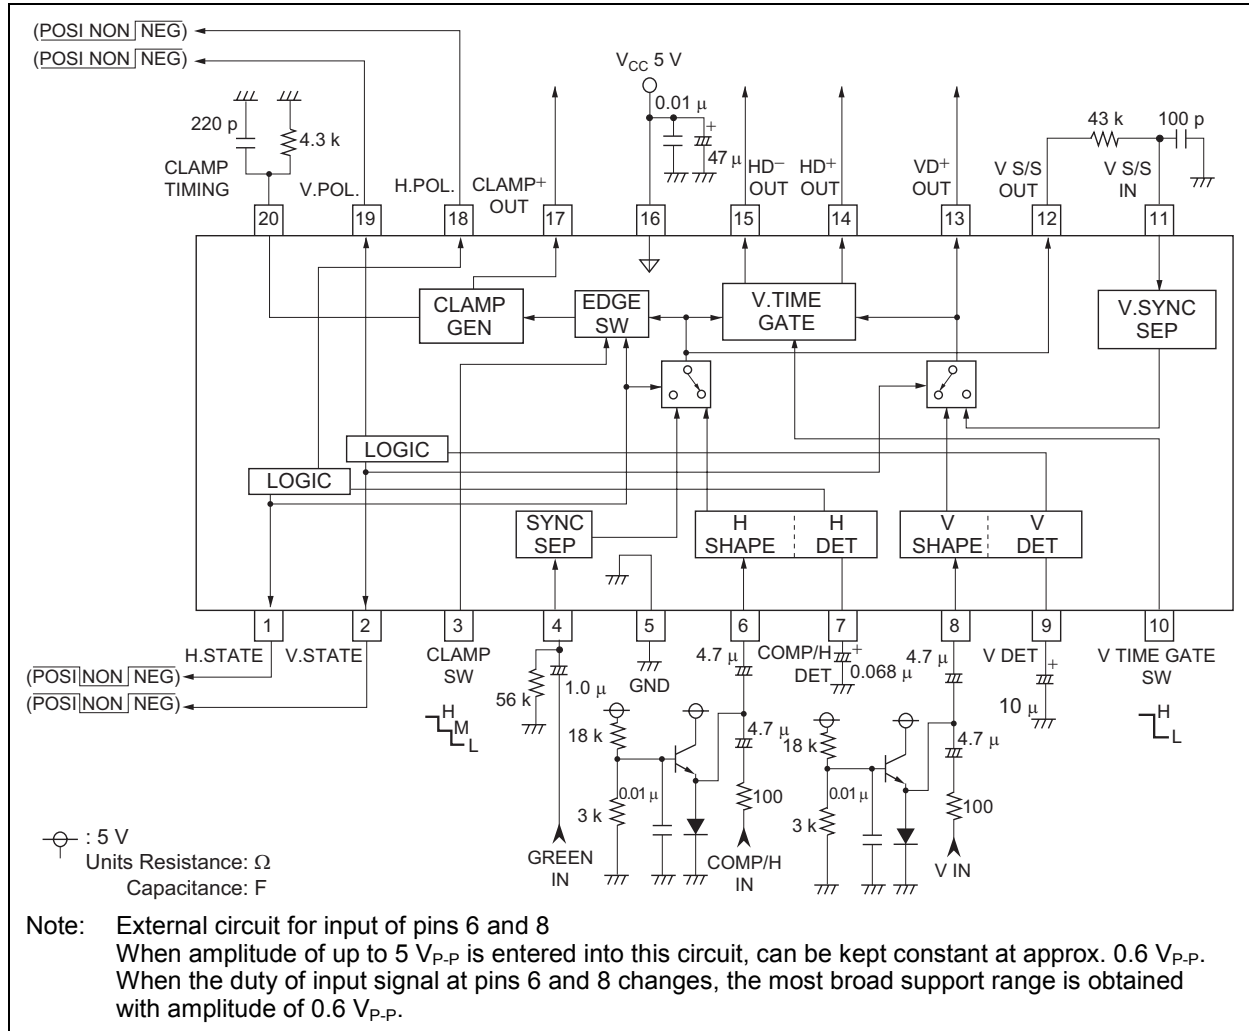 (POSI NON NEG)
(POSI NON NEG)
VCC 5 V
0.01 μ
47 μ
220 p
4.3 k
43 k
100 p
CLAMP
TIMING
V.POL.
H.POL.
CLAMP+
OUT
HD−
OUT
HD+
OUT
VD+
OUT
V S/S
OUT
V S/S
IN
20
19
18
17
16
15
14
13
12
11
CLAMP
GEN
EDGE
SW
V.TIME
GATE
V.SYNC
SEP
LOGIC
LOGIC
SYNC
SEP
H
SHAPE
H
DET
V
SHAPE
V
DET
1
2
3
4
5
6
7
8
9
10
H.STATE
V.STATE
CLAMP
SW
GND
COMP/H
DET
V DET
V TIME GATE
SW
(POSI NON NEG)
(POSI NON NEG)
H
M
L
56 k
1.0 μ
4.7 μ
0.068 μ
4.7 μ
10 μ
H
L
18 k
4.7 μ
0.01 μ
3 k
100
18 k
4.7 μ
0.01 μ
3 k
100
GREEN
IN
COMP/H
IN
V IN
: 5 V
Units Resistance: Ω
Capacitance: F
Note: External circuit for input of pins 6 and 8
When amplitude of up to 5 VP-P is entered into this circuit, can be kept constant at approx. 0.6 VP-P.
When the duty of input signal at pins 6 and 8 changes, the most broad support range is obtained
with amplitude of 0.6 VP-P.